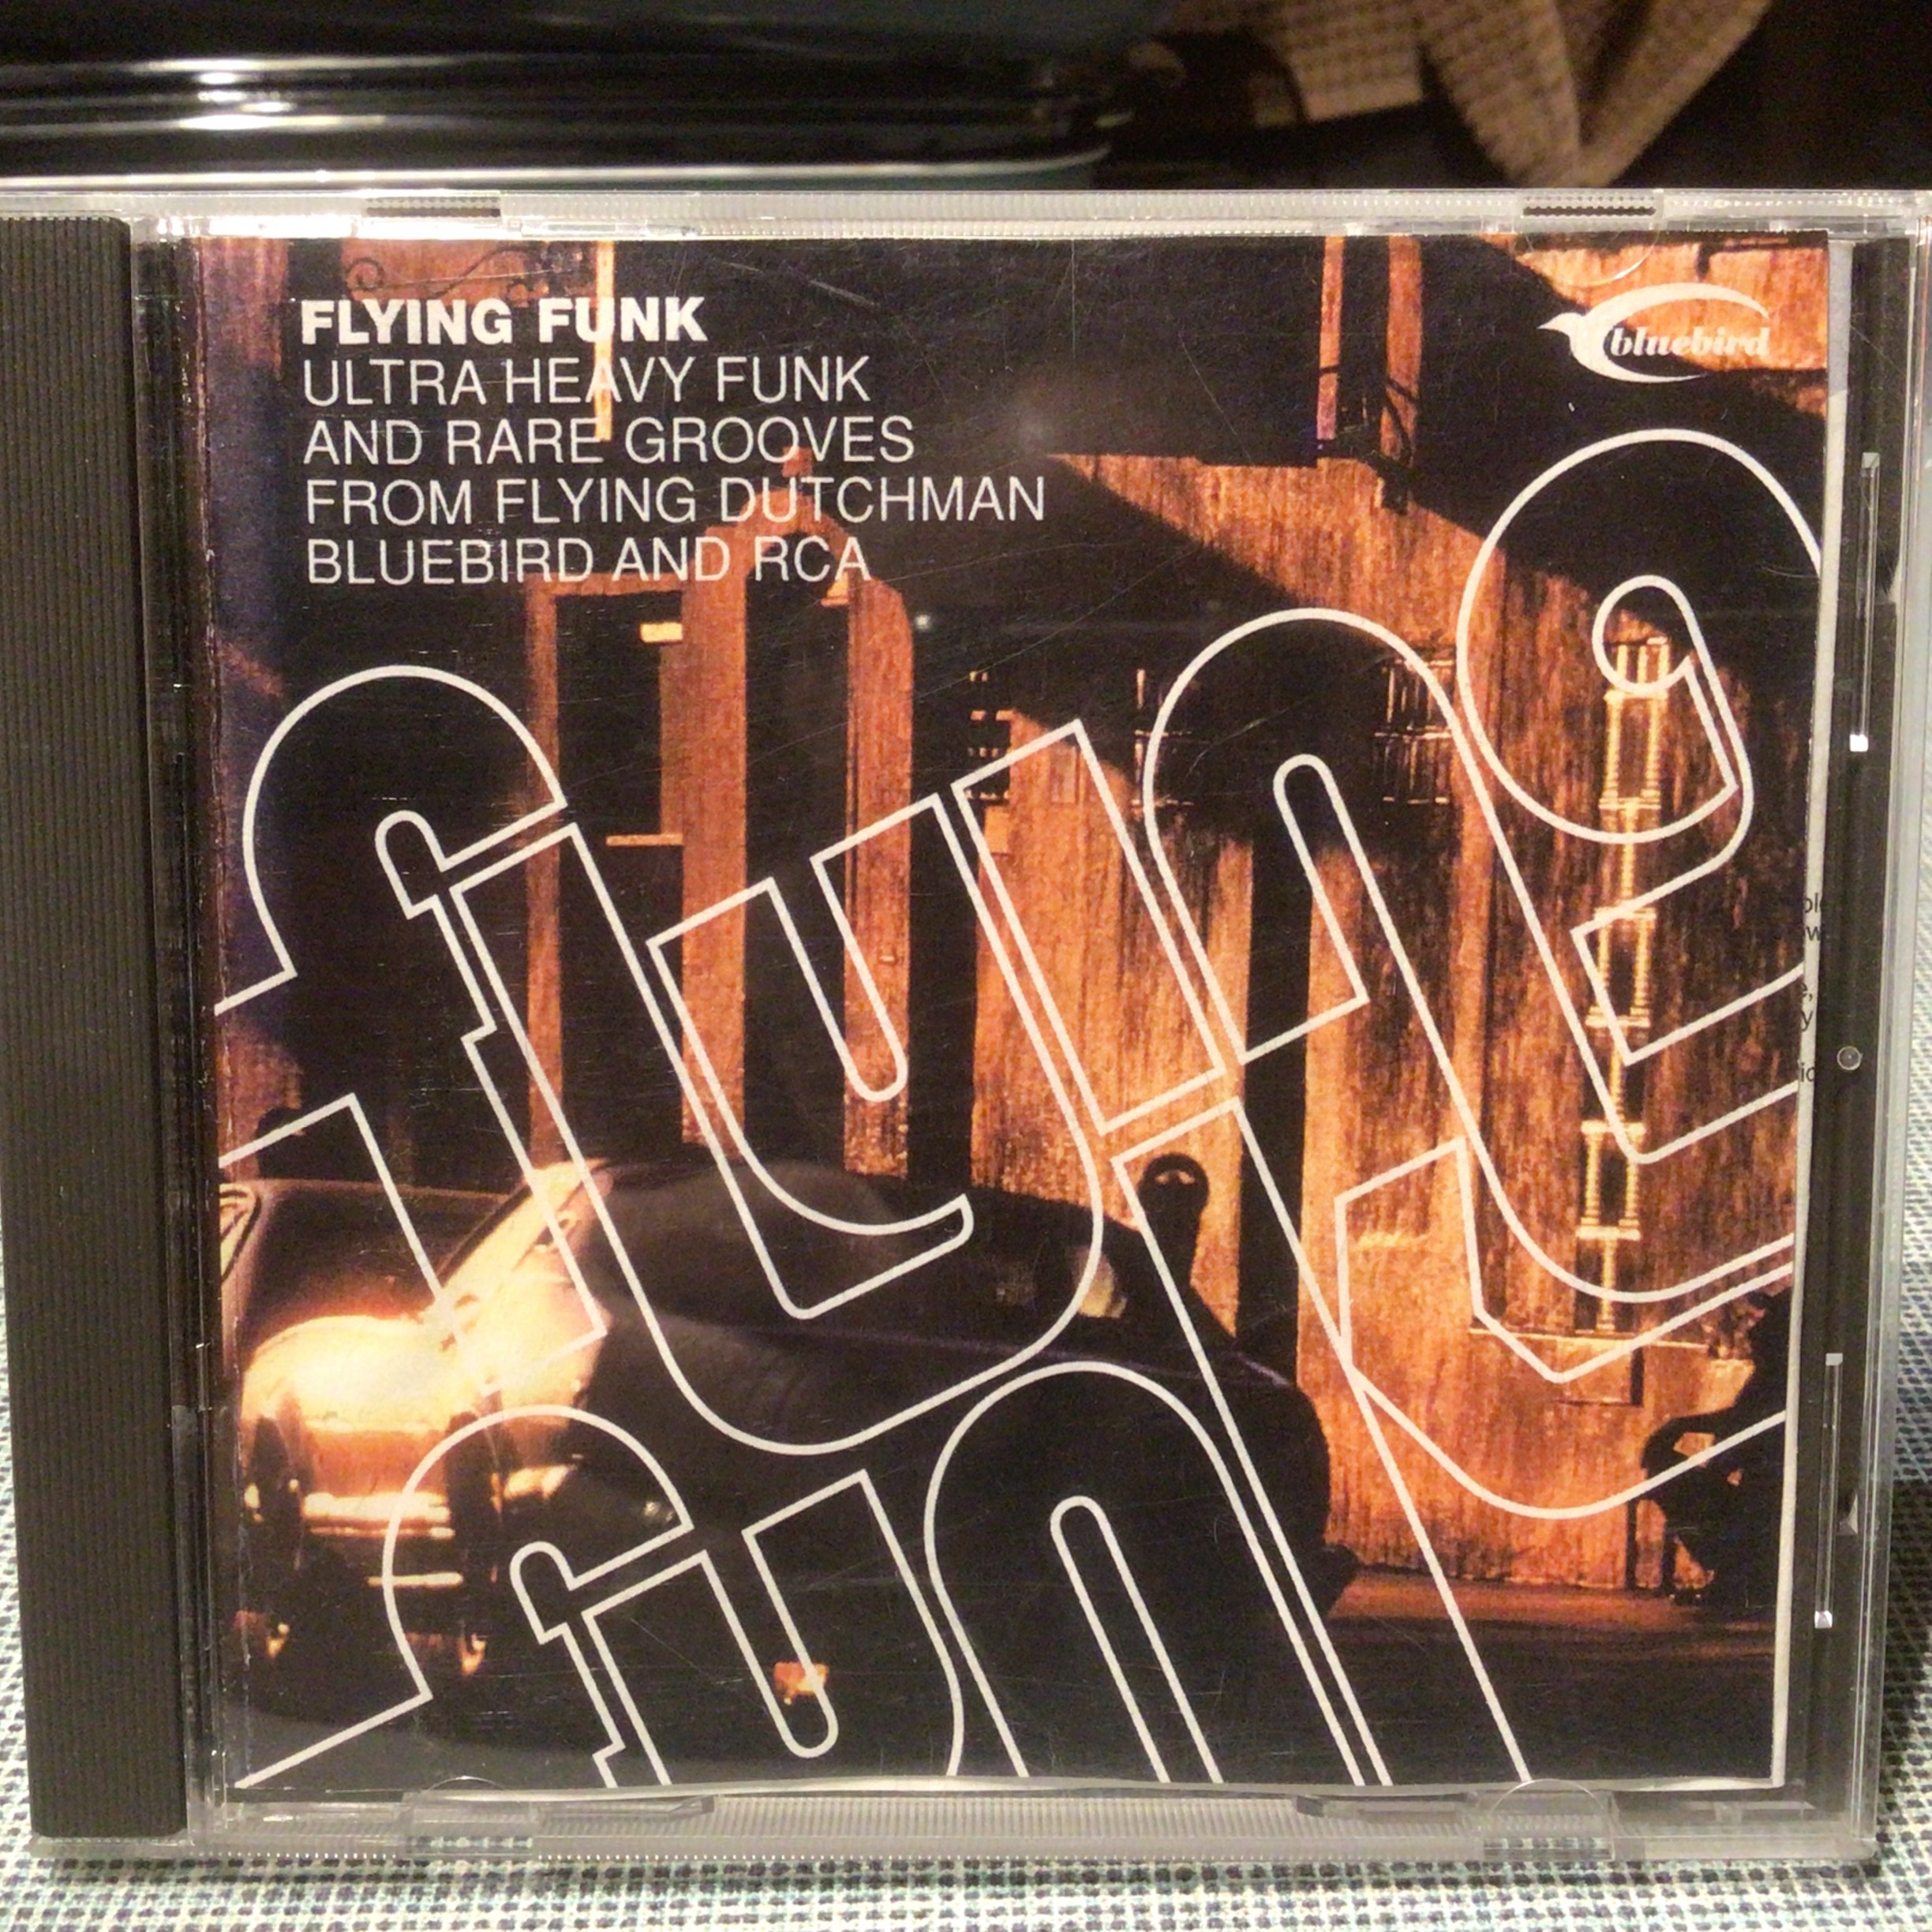 FLYING FUNK
ULTRA HEAVY FUNK
AND RARE GROOVES
FROM FLYING DUTCHMAN
BLUEBIRD AND RCA
bluebird
flying
funk